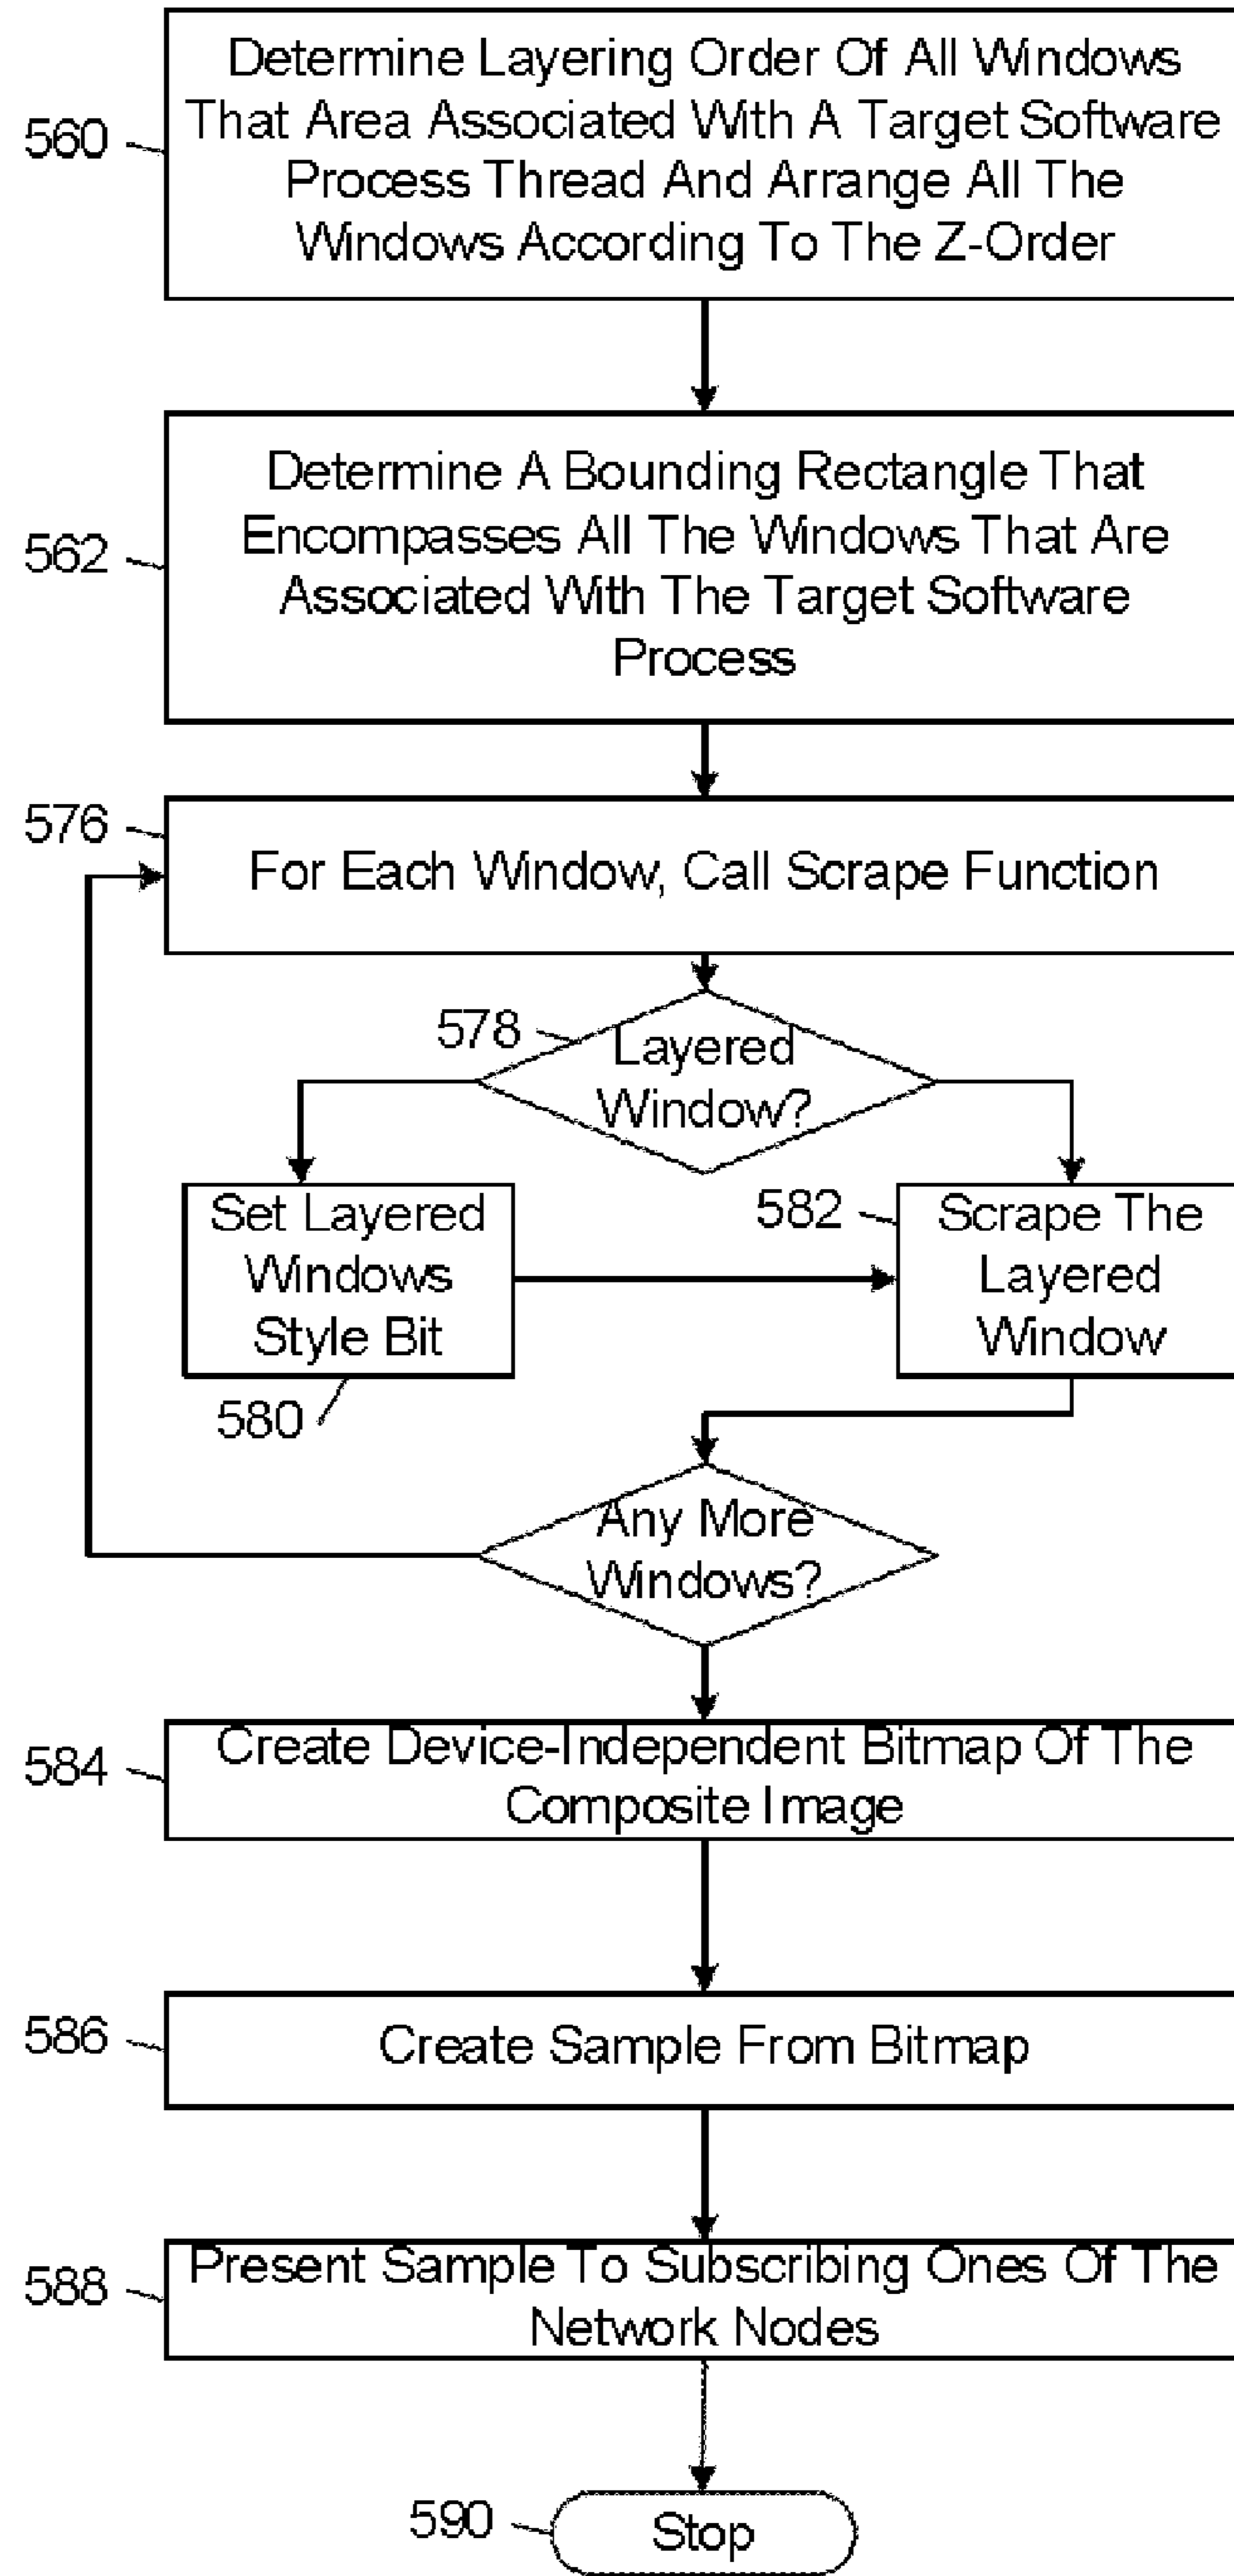 Determine Layering Order Of All Windows
That Area Associated With A Target Software
Process Thread And Arrange All The
Windows According To The Z-Order
560
Determine A Bounding Rectangle That
Encompasses All The Windows That Are
Associated With The Target Software
Process
562
576
For Each Window, Call Scrape Function
578
Layered
Window?
Set Layered
Windows
Style Bit
580
582
Scrape The
Layered
Window
Any More
Windows?
584
Create Device-Independent Bitmap Of The
Composite Image
586
Create Sample From Bitmap
588
Present Sample To Subscribing Ones Of The
Network Nodes
590
Stop